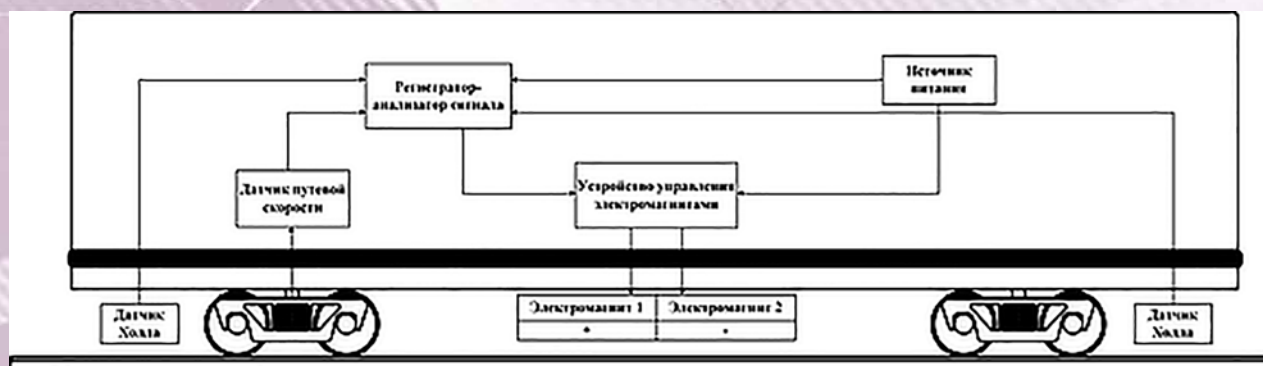 Регистратор-
анализатор сигнала
Источник
питания
Датчик путевой
скорости
Устройство управления
электромагнитами
Датчик
Холла
Электромагнит 1
Электромагнит 2
+
-
Датчик
Холла